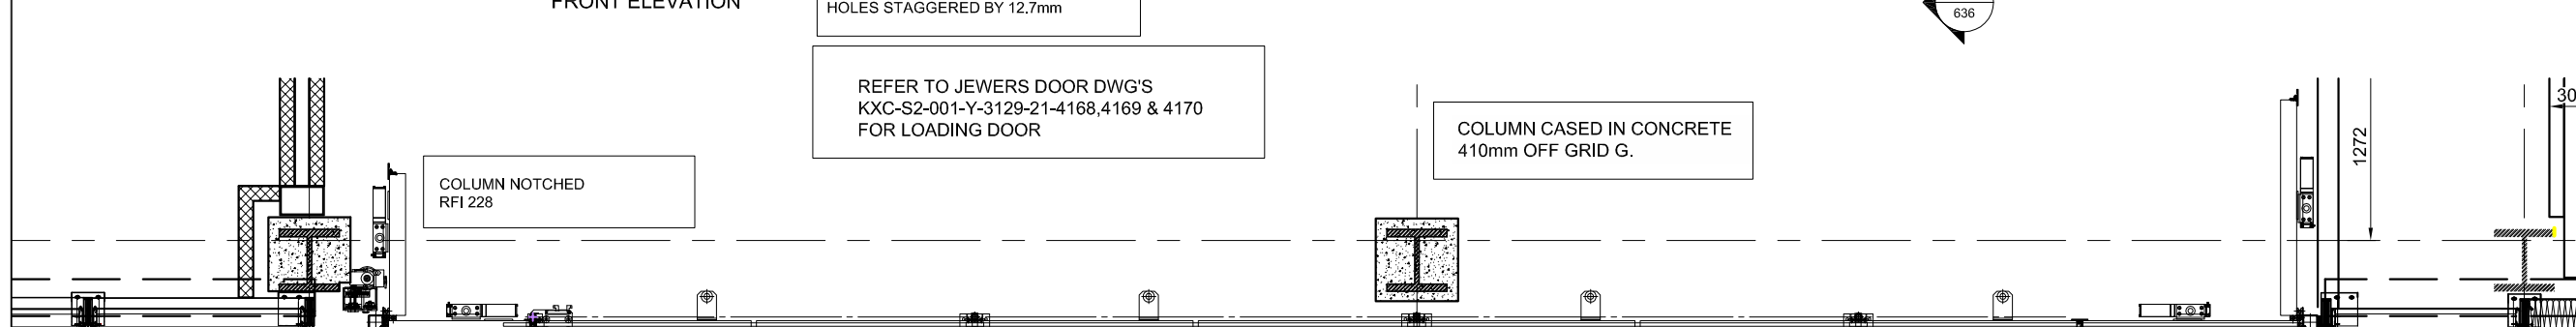 FRONT ELEVATION
HOLES STAGGERED BY 12.7mm
636
REFER TO JEWERS DOOR DWG'S
KXC-S2-001-Y-3129-21-4168,4169 & 4170
FOR LOADING DOOR
COLUMN CASED IN CONCRETE
410mm OFF GRID G.
COLUMN NOTCHED
RFI 228
1272
30